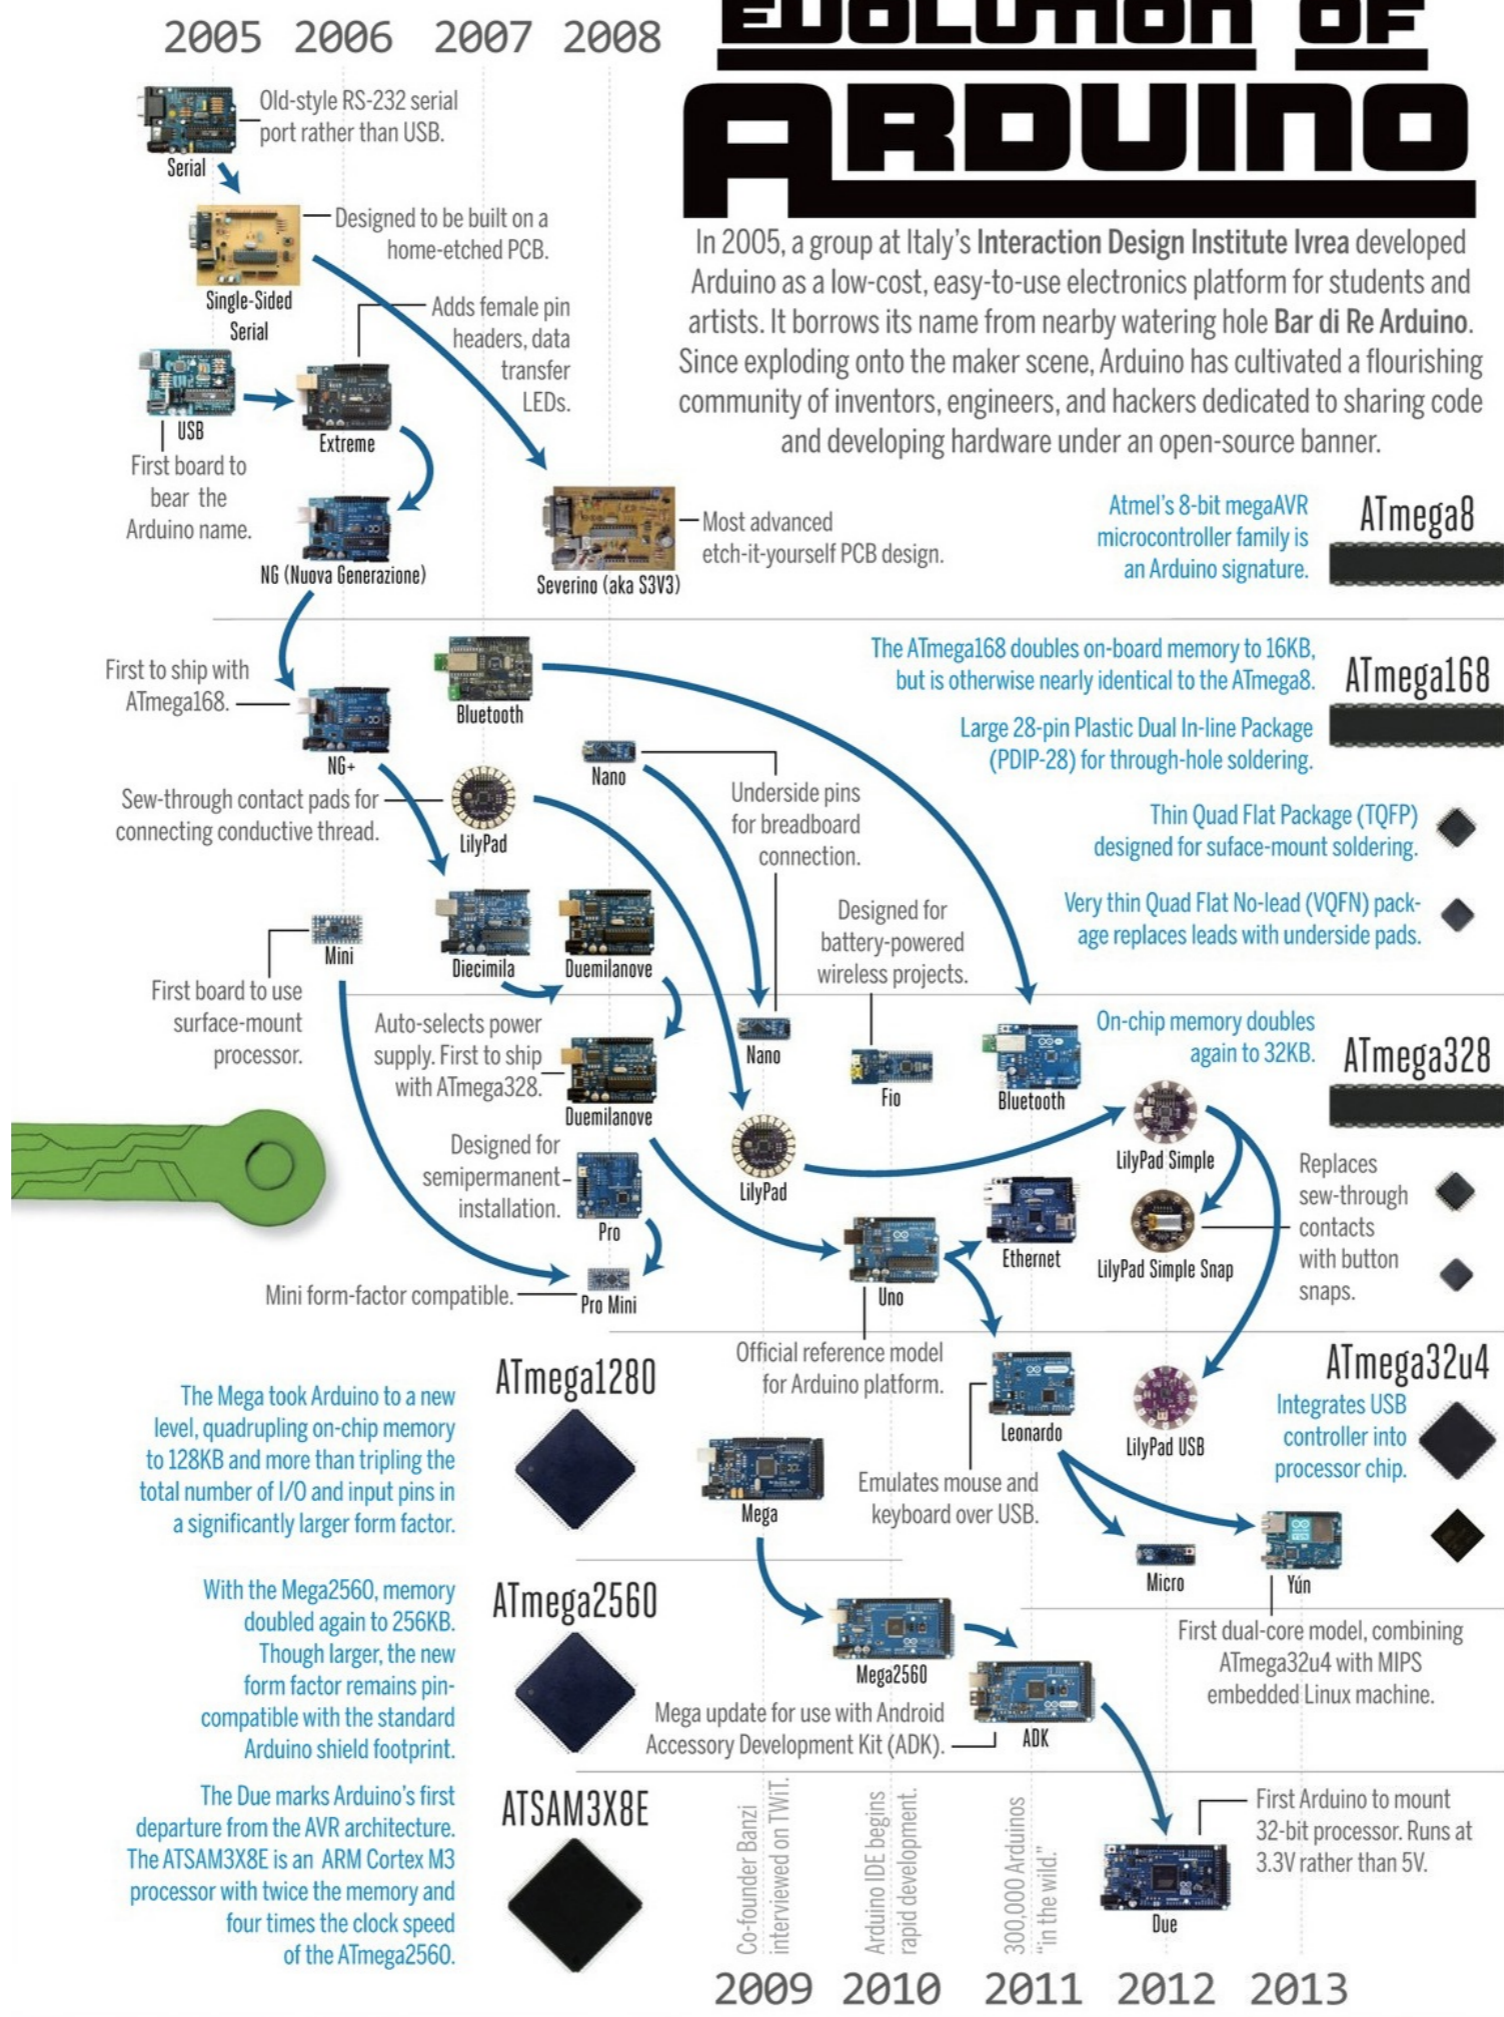 2005 2006 2007 2008
EVOLUTION OF
ARDUINO
In 2005, a group at Italy's Interaction Design Institute Ivrea developed
Arduino as a low-cost, easy-to-use electronics platform for students and
artists. It borrows its name from nearby watering hole Bar di Re Arduino.
Since exploding onto the maker scene, Arduino has cultivated a flourishing
community of inventors, engineers, and hackers dedicated to sharing code
and developing hardware under an open-source banner.
Old-style RS-232 serial
port rather than USB.
Serial
Designed to be built on a
home-etched PCB.
Single-Sided
Serial
Adds female pin
headers, data
transfer
LEDs.
USB
Extreme
First board to
bear the
Arduino name.
NG (Nuova Generazione)
Most advanced
etch-it-yourself PCB design.
Severino (aka S3V3)
Atmel's 8-bit megaAVR
microcontroller family is
an Arduino signature.
ATmega8
First to ship with
ATmega168.
NG+
Bluetooth
The ATmega168 doubles on-board memory to 16KB,
but is otherwise nearly identical to the ATmega8.
ATmega168
Large 28-pin Plastic Dual In-line Package
(PDIP-28) for through-hole soldering.
Nano
Sew-through contact pads for
connecting conductive thread.
LilyPad
Underside pins
for breadboard
connection.
Thin Quad Flat Package (TQFP)
designed for suface-mount soldering.
Very thin Quad Flat No-lead (VQFN) pack-
age replaces leads with underside pads.
Mini
Diecimila
Duemilanove
Designed for
battery-powered
wireless projects.
First board to use
surface-mount
processor.
Auto-selects power
supply. First to ship
with ATmega328.
Duemilanove
Nano
Fio
Bluetooth
On-chip memory doubles
again to 32KB.
ATmega328
Designed for
semipermanent
installation.
Pro
LilyPad
LilyPad Simple
Replaces
sew-through
contacts
with button
snaps.
Ethernet
LilyPad Simple Snap
Uno
Mini form-factor compatible.
Pro Mini
Official reference model
for Arduino platform.
ATmega1280
The Mega took Arduino to a new
level, quadrupling on-chip memory
to 128KB and more than tripling the
total number of I/O and input pins in
a significantly larger form factor.
Mega
Leonardo
Emulates mouse and
keyboard over USB.
LilyPad USB
ATmega32u4
Integrates USB
controller into
processor chip.
Micro
Yún
First dual-core model, combining
ATmega32u4 with MIPS
embedded Linux machine.
ATmega2560
With the Mega2560, memory
doubled again to 256KB.
Though larger, the new
form factor remains pin-
compatible with the standard
Arduino shield footprint.
Mega2560
Mega update for use with Android
Accessory Development Kit (ADK).
ADK
ATSAM3X8E
The Due marks Arduino's first
departure from the AVR architecture.
The ATSAM3X8E is an ARM Cortex M3
processor with twice the memory and
four times the clock speed
of the ATmega2560.
Co-founder Banzi
interviewed on TWiT.
Arduino IDE begins
rapid development.
300,000 Arduinos
"in the wild."
First Arduino to mount
32-bit processor. Runs at
3.3V rather than 5V.
Due
2009 2010 2011 2012 2013